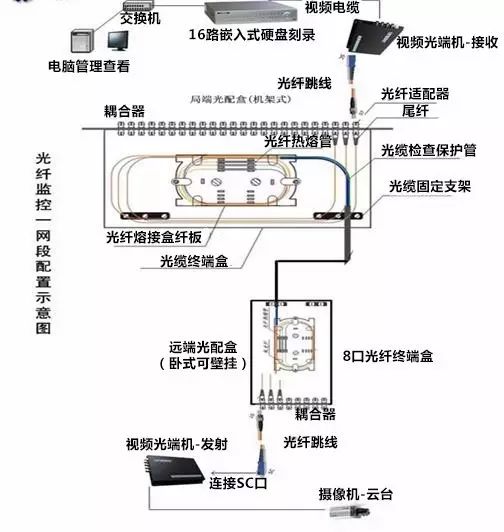 交换机
16路嵌入式硬盘刻录
视频电缆
视频光端机-接收
电脑管理查看
光纤跳线
局端光配盒(机架式)
光纤适配器
耦合器
尾纤
光纤热熔管
光缆检查保护管
光缆固定支架
光纤熔接盒纤板
光缆终端盒
光纤监控一网段配置示意图
远端光配盒
（卧式可壁挂）
8口光纤终端盒
耦合器
视频光端机-发射
光纤跳线
连接SC口
摄像机-云台